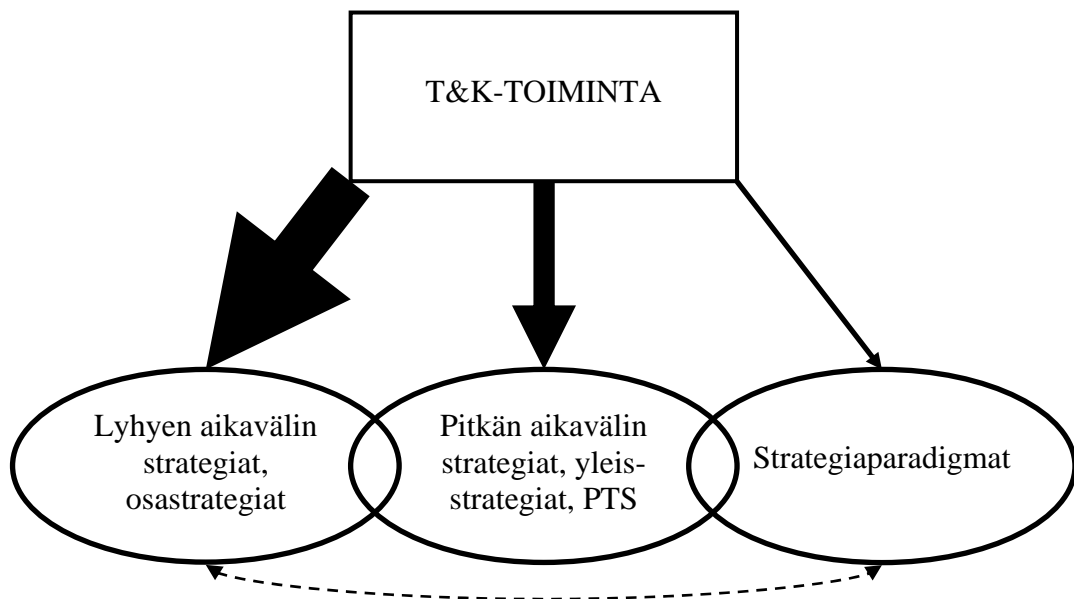 T&K-TOIMINTA
Lyhyen aikavälin
strategiat,
osastrategiat
Pitkän aikavälin
strategiat, yleis-
strategiat, PTS
Strategiaparadigmat